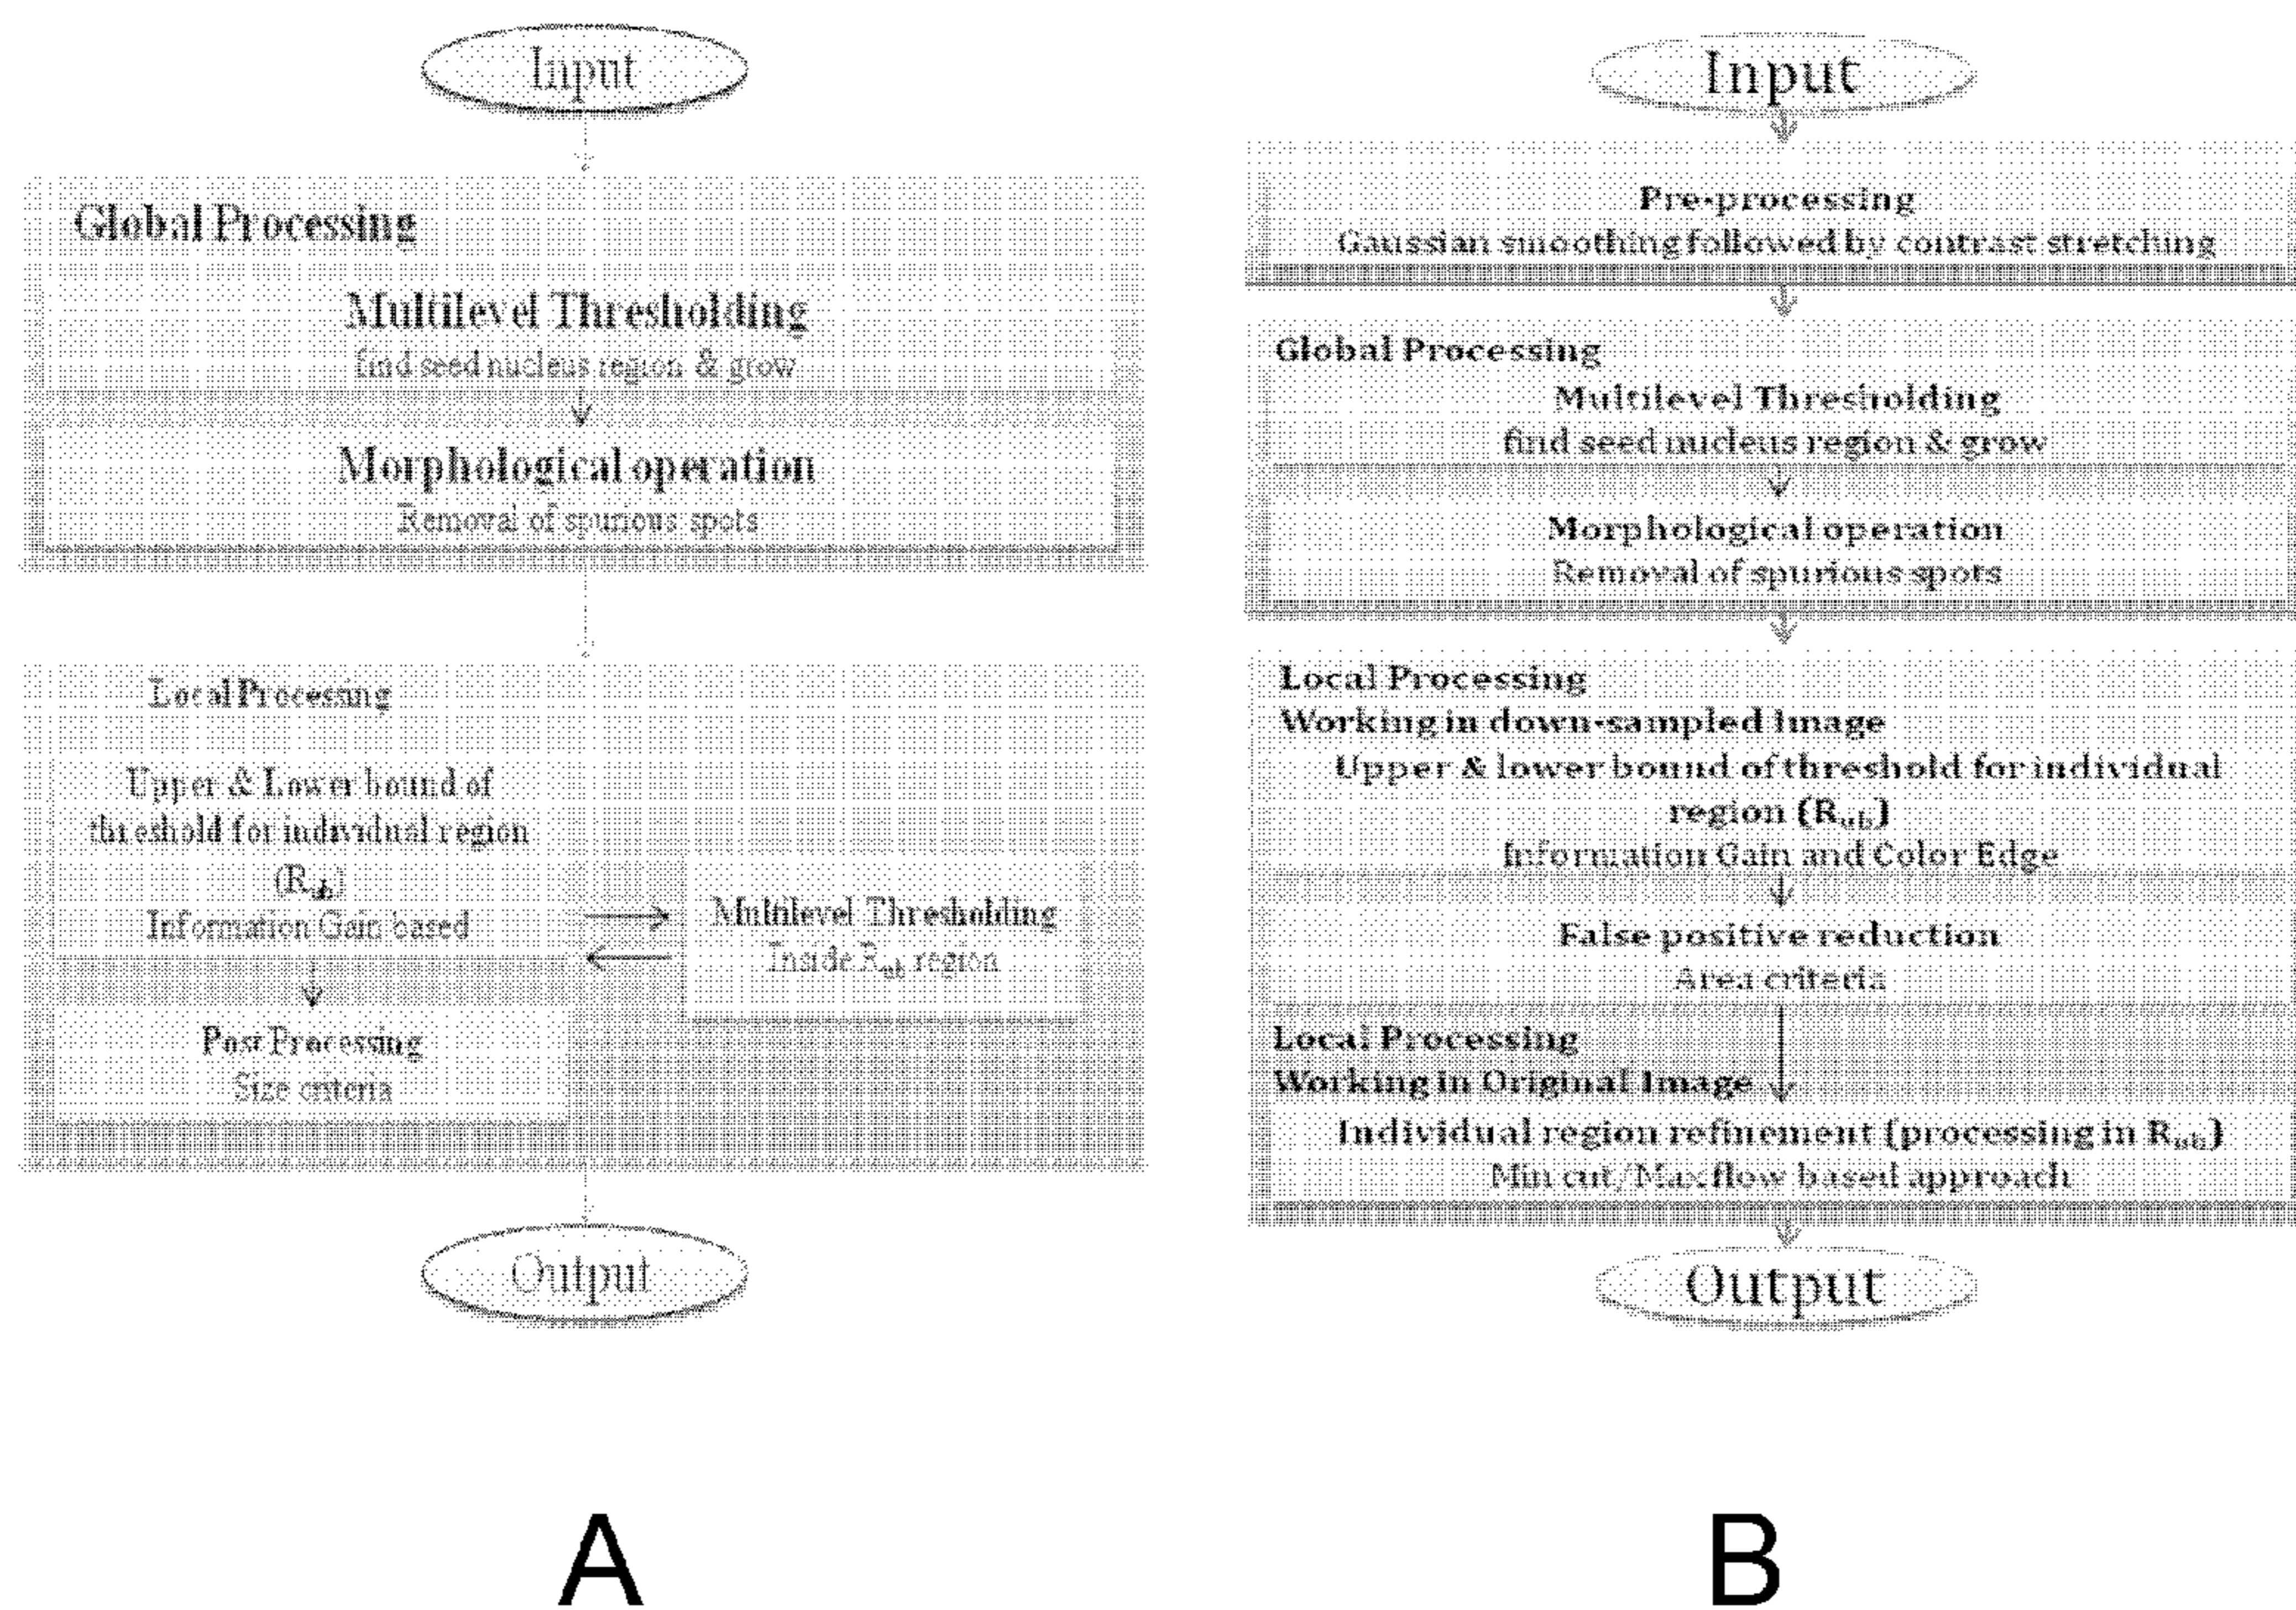 Input
Global Processing
Multilevel Thresholding
find seed nucleus region & grow
Morphological operation
Removal of spurious spots
Local Processing
Upper & Lower bound of
threshold for individual region
(Rub)
Information Gain based
Multilevel Thresholding
Inside Rub region
Post Processing
Size criteria
Output
A
Input
Pre-processing
Gaussian smoothing followed by contrast stretching
Global Processing
Multilevel Thresholding
find seed nucleus region & grow
Morphological operation
Removal of spurious spots
Local Processing
Working in down-sampled Image
Upper & lower bound of threshold for individual
region (Rub)
Information Gain and Color Edge
False positive reduction
Area criteria
Local Processing
Working in Original Image
Individual region refinement (processing in Rub)
Min cut/Max flow based approach
Output
B